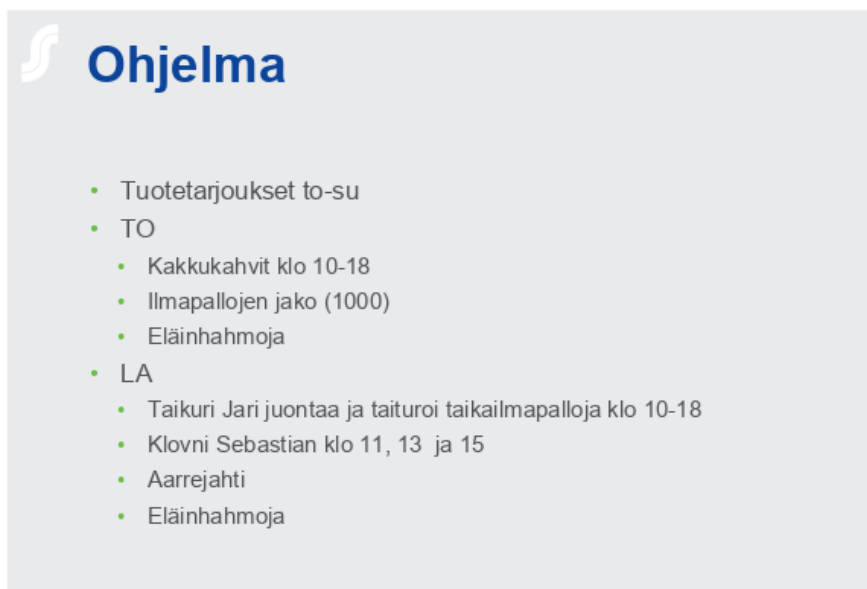 Ohjelma
Tuotetarjoukset to-su
TO
Kakkukahvit klo 10-18
Ilmapallojen jako (1000)
Eläinhahmoja
LA
Taikuri Jari juontaa ja taituroi taikailmapalloja klo 10-18
Klovni Sebastian klo 11, 13 ja 15
Aarrejahti
Eläinhahmoja